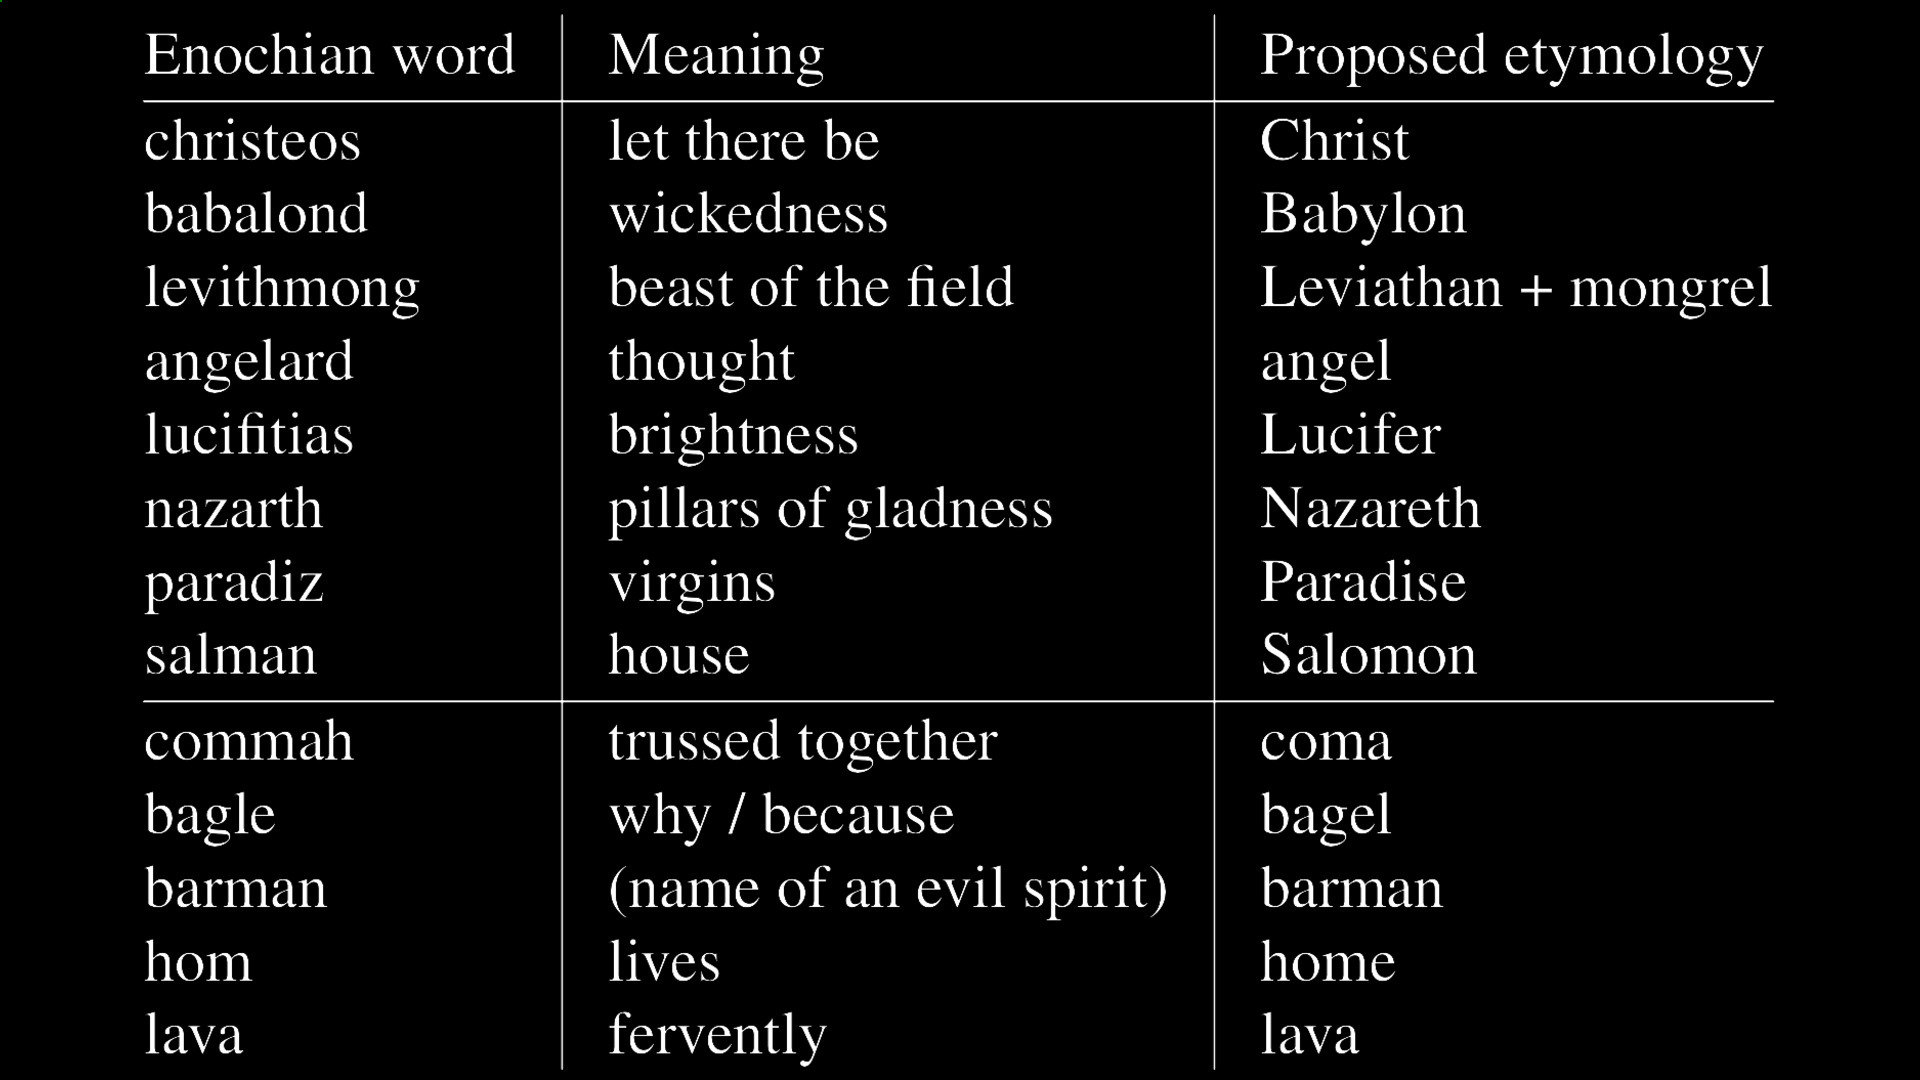 Enochian word Meaning Proposed etymology
christeos let there be Christ
babalond wickedness Babylon
levithmong beast of the field Leviathan + mongrel
angelard thought angel
lucifitias brightness Lucifer
nazarth pillars of gladness Nazareth
paradiz virgins Paradise
salman house Salomon
commah trussed together coma
bagle why / because bagel
barman (name of an evil spirit) barman
hom lives home
lava fervently lava